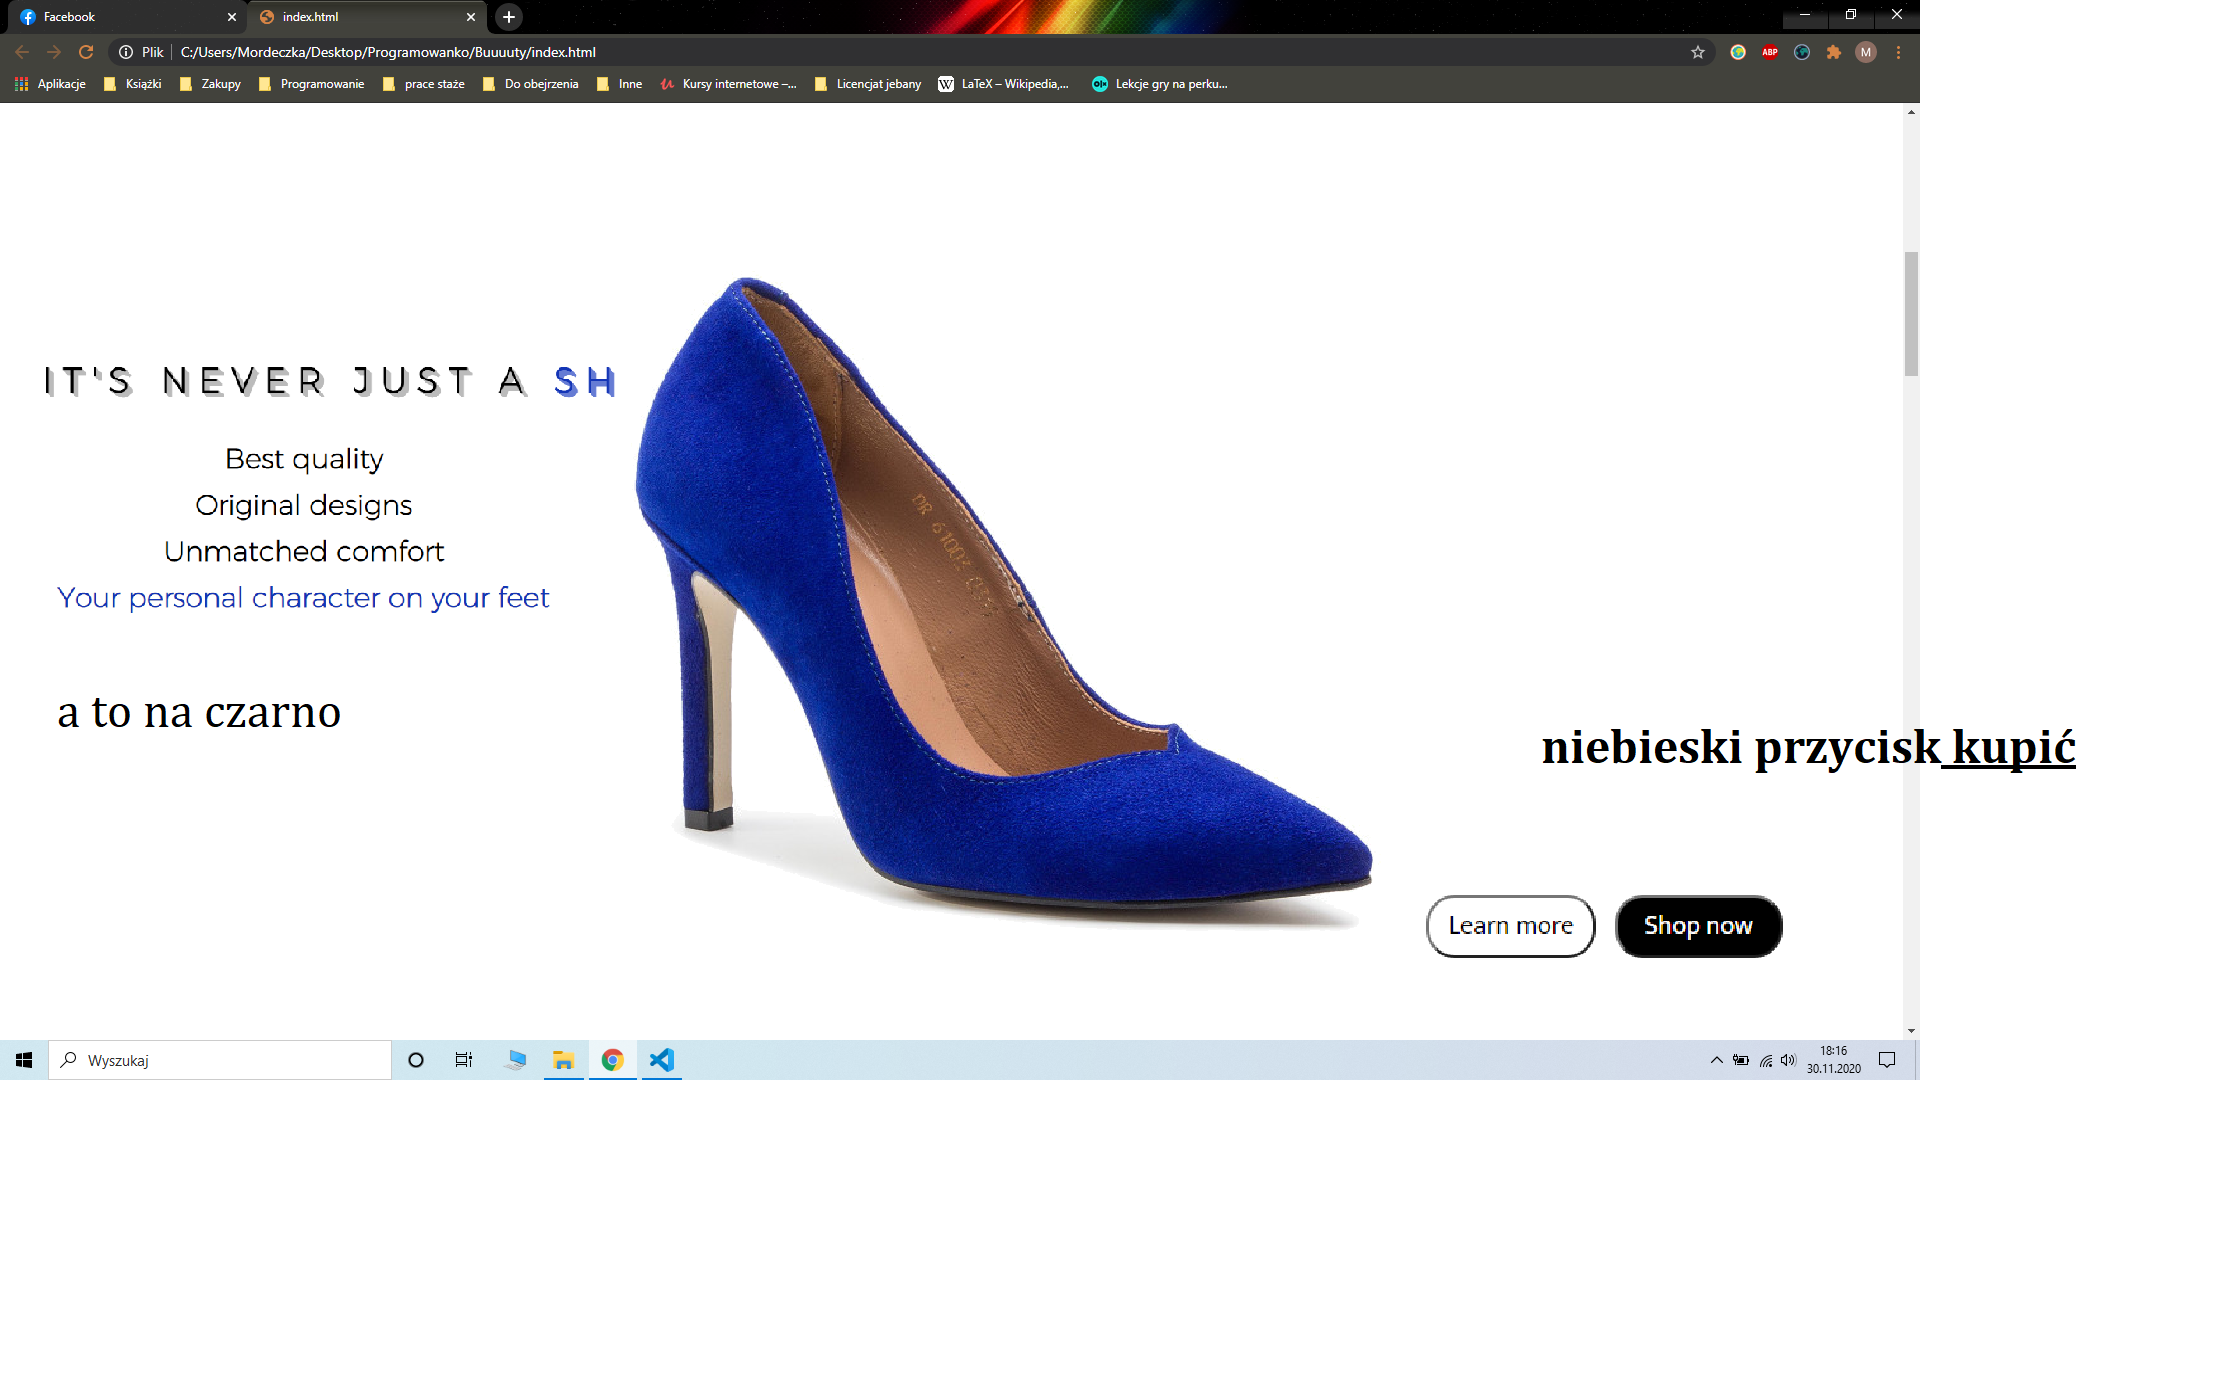 Facebook
index.html
Plik
C:/Users/Mordeczka/Desktop/Programowanko/Buuuuty/index.html
ABP
M
Aplikacje
Książki
Zakupy
Programowanie
prace staże
Do obejrzenia
Inne
Kursy internetowe –...
Licencjat jebany
W
LaTeX – Wikipedia,...
Lekcje gry na perku...
IT'S NEVER JUST A SH
Best quality
Original designs
Unmatched comfort
Your personal character on your feet
a to na czarno
niebieski przycisk kupić
Learn more
Shop now
Wyszukaj
18:16
30.11.2020